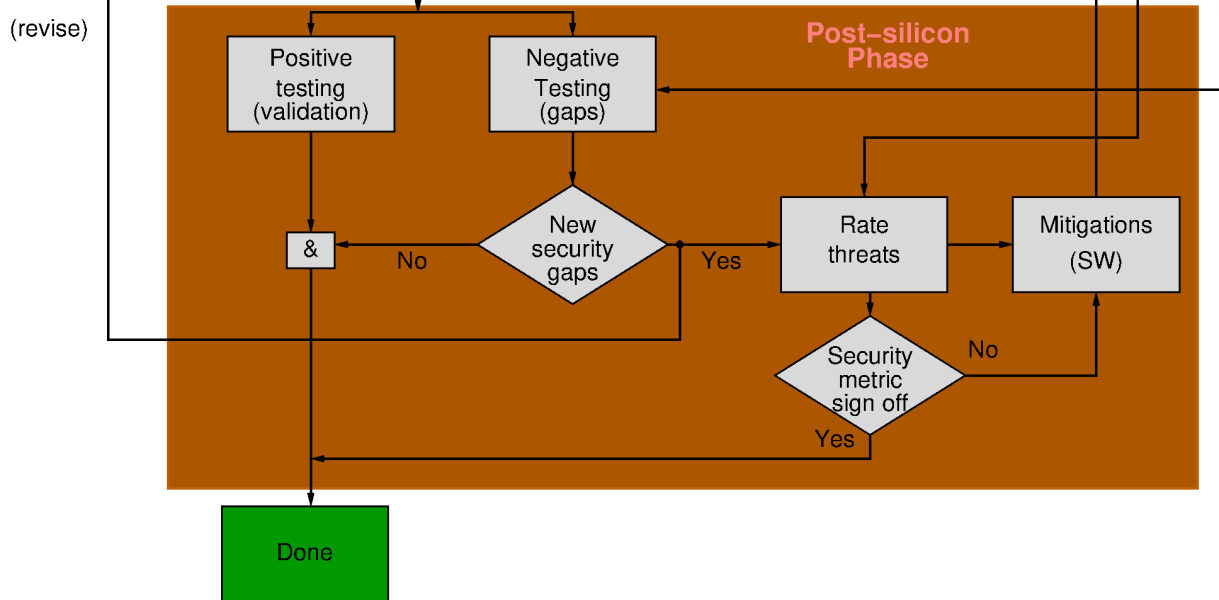 (revise)
Post−silicon
Phase
Positive
testing
(validation)
Negative
Testing
(gaps)
New
security
gaps
&
No
Yes
Rate
threats
Mitigations
(SW)
Security
metric
sign off
No
Yes
Done